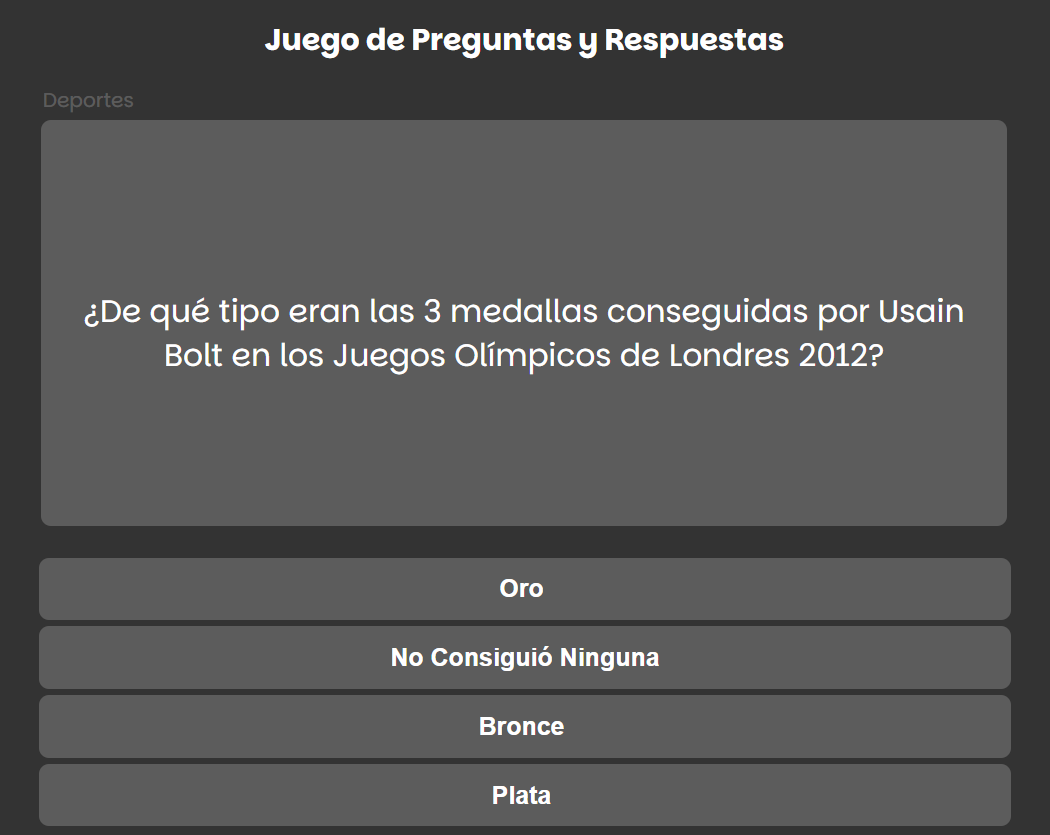 Juego de Preguntas y Respuestas
Deportes
¿De qué tipo eran las 3 medallas conseguidas por Usain
Bolt en los Juegos Olímpicos de Londres 2012?
Oro
No Consiguió Ninguna
Bronce
Plata